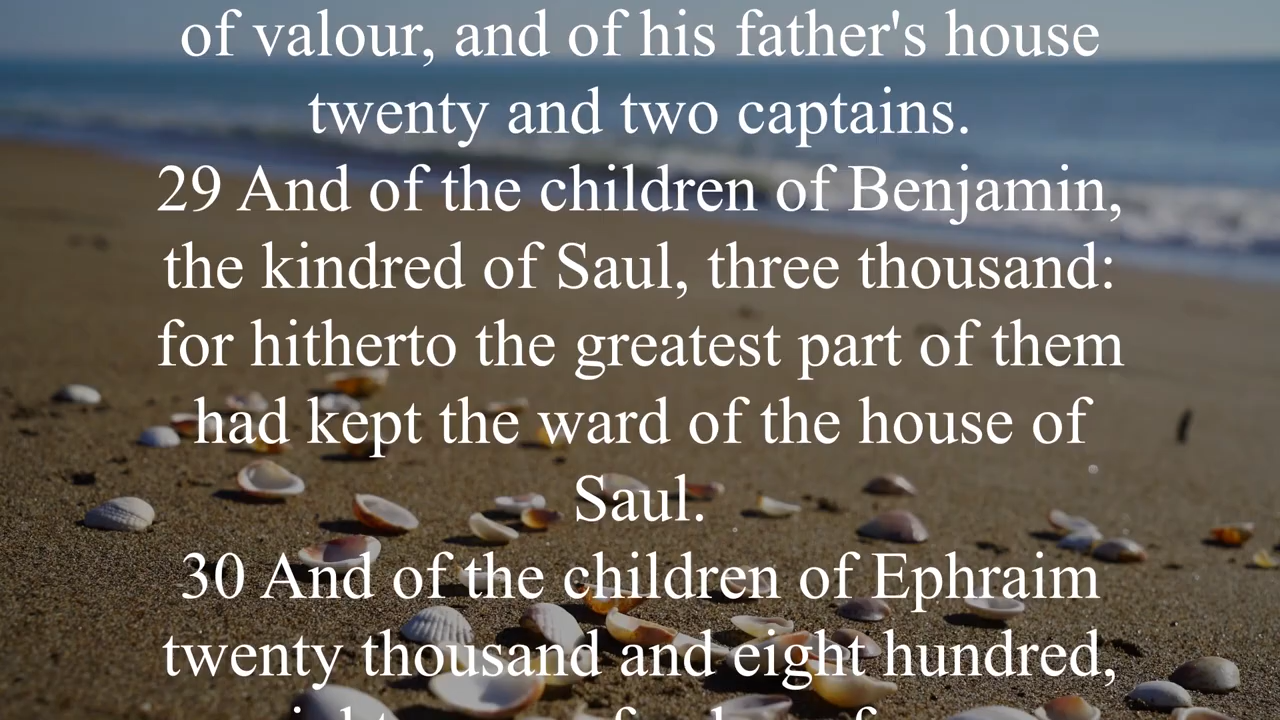 of valour, and of his father's house
twenty and two captains.
29 And of the children of Benjamin,
the kindred of Saul, three thousand:
for hitherto the greatest part of them
had kept the ward of the house of
Saul.
30 And of the children of Ephraim
twenty thousand and eight hundred,